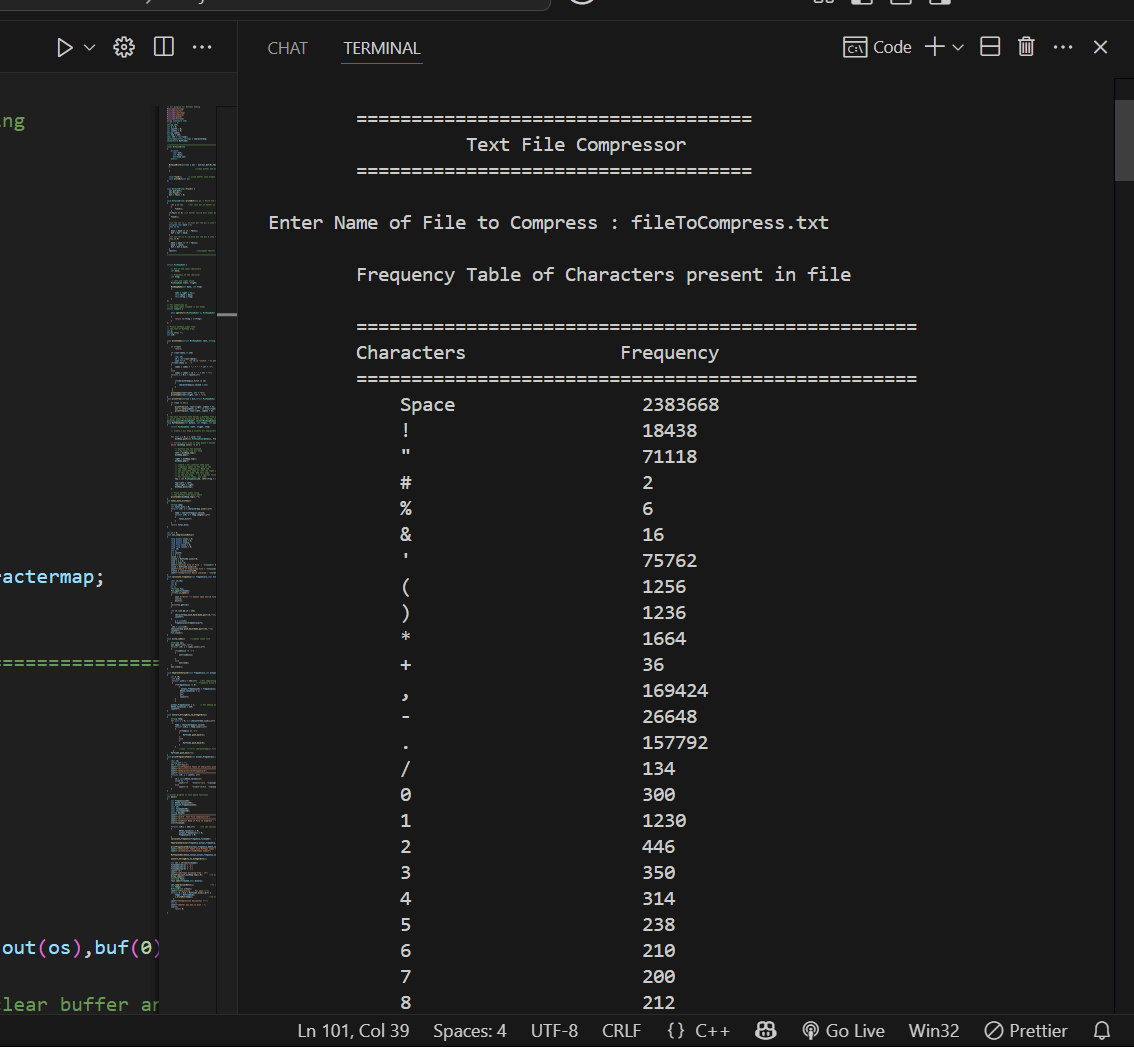 CHAT TERMINAL Code
ng
===================================
Text File Compressor
===================================
Enter Name of File to Compress : fileToCompress.txt
Frequency Table of Characters present in file
===================================================
Characters Frequency
===================================================
Space 2383668
! 18438
" 71118
# 2
% 6
& 16
' 75762
( 1256
) 1236
* 1664
+ 36
, 169424
- 26648
. 157792
/ 134
0 300
1 1230
2 446
3 350
4 314
5 238
6 210
7 200
8 212
actermap;
==============
out(os),buf(0)
lear buffer an
Ln 101, Col 39 Spaces: 4 UTF-8 CRLF {} C++ Go Live Win32 Prettier